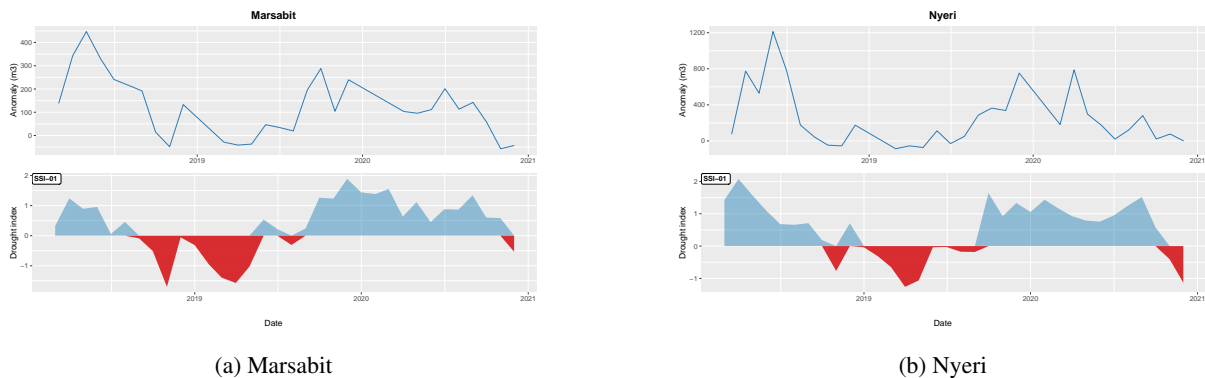 Marsabit
Anomaly (m3)
400
300
200
100
0
2019
2020
2021
SSI-01
Drought index
2
1
0
−1
2019
2020
2021
Date
(a) Marsabit
Nyeri
Anomaly (m3)
1200
800
400
0
2019
2020
2021
SSI-01
Drought index
2
1
0
−1
2019
2020
2021
Date
(b) Nyeri